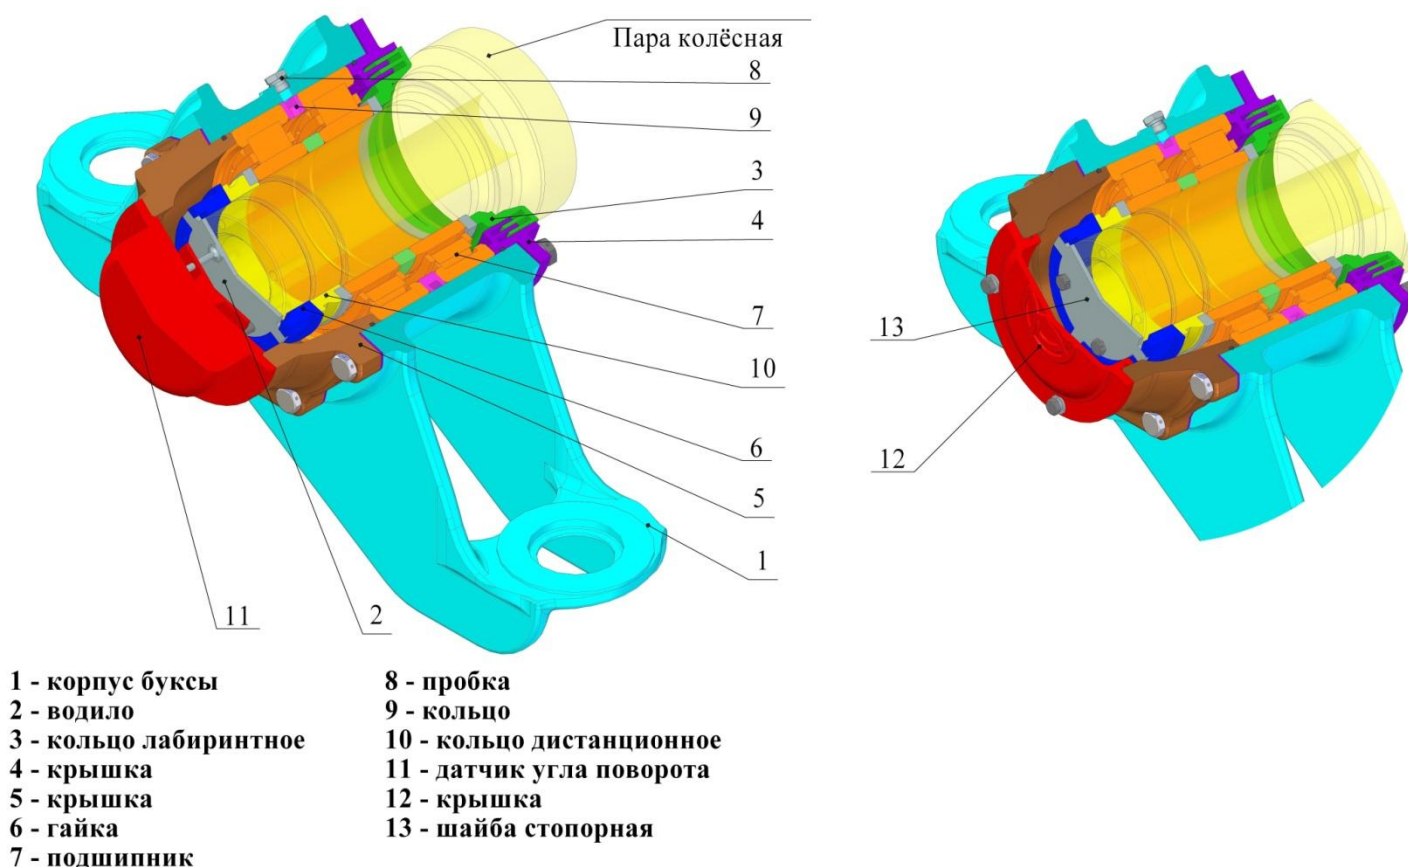 Пара колёсная
8
9
3
4
7
10
6
5
1
11
2
13
12
1 - корпус буксы
2 - водило
3 - кольцо лабиринтное
4 - крышка
5 - крышка
6 - гайка
7 - подшипник
8 - пробка
9 - кольцо
10 - кольцо дистанционное
11 - датчик угла поворота
12 - крышка
13 - шайба стопорная